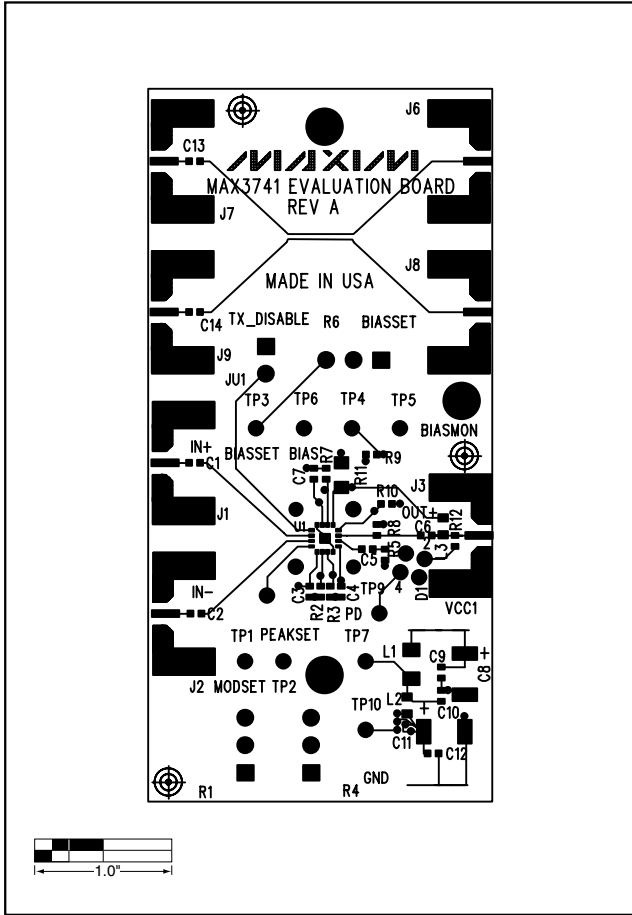 J6
C13
MAXIM
MAX3741 EVALUATION BOARD
REV A
J7
J8
MADE IN USA
C14
TX_DISABLE R6 BIASSET
J9
JU1
TP3 TP6 TP4 TP5
BIASMON
IN+
BIASSET BIAS
R7
R9
C1
C7
R11
J3
R10
OUT+
J1
U1
R8
C6
R12
C5
R5
2
L3
IN-
C3
R2
R3
C4
TP9
4
D1
C2
PD
VCC1
TP1 PEAKSET TP7
L1
+
C9
C8
J2 MODSET TP2
L2
TP10
+
C10
C11
C12
GND
R1
R4
1.0"